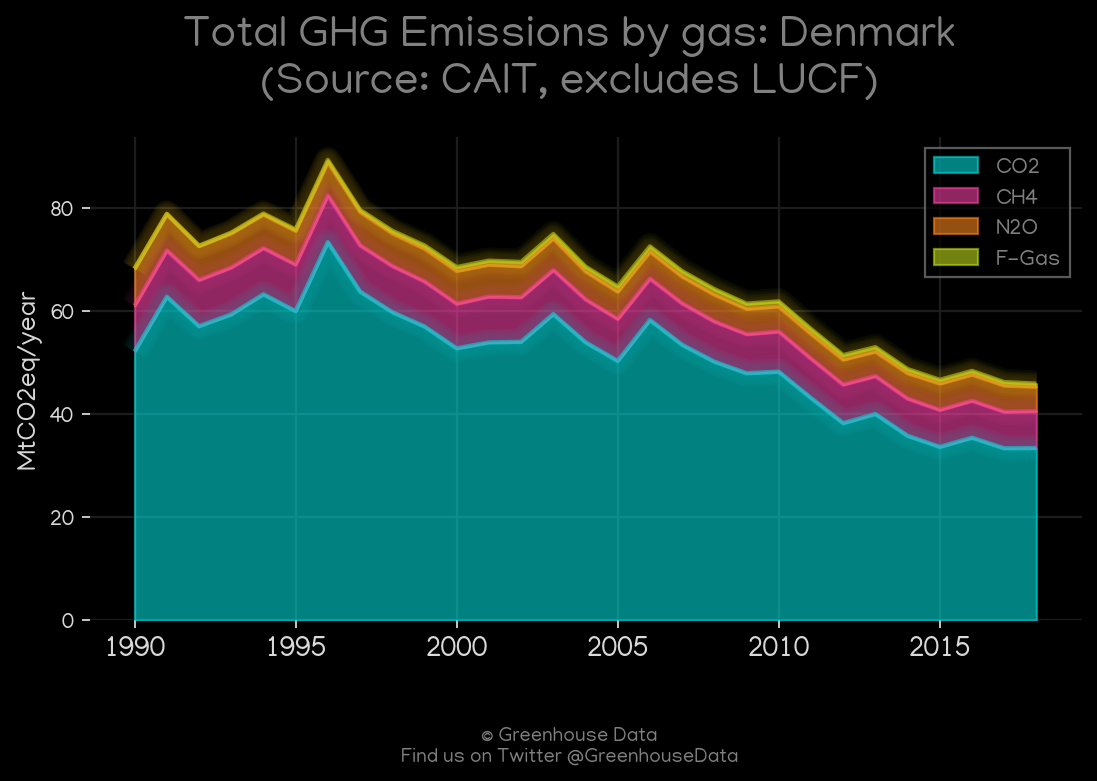 Total GHG Emissions by gas: Denmark
(Source: CAIT, excludes LUCF)
CO2
CH4
N2O
F-Gas
MtCO2eq/year
80
60
40
20
0
1990 1995 2000 2005 2010 2015
© Greenhouse Data
Find us on Twitter @GreenhouseData